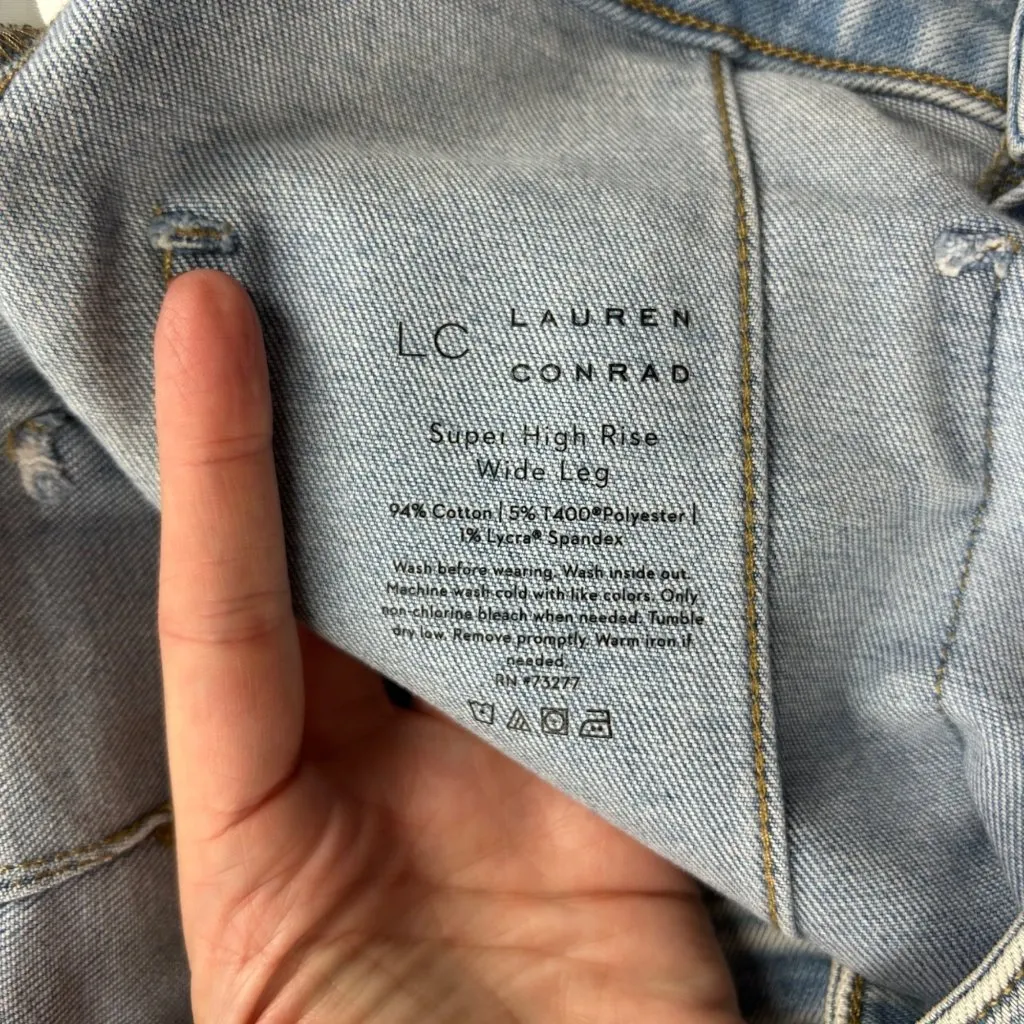 LC LAUREN
CONRAD
Super High Rise
Wide Leg
94% Cotton | 5% T400®Polyester |
1% Lycra® Spandex
Wash before wearing. Wash inside out.
Machine wash cold with like colors. Only
non-chlorine bleach when needed. Tumble
dry low. Remove promptly. Warm iron if
needed.
RN #73277